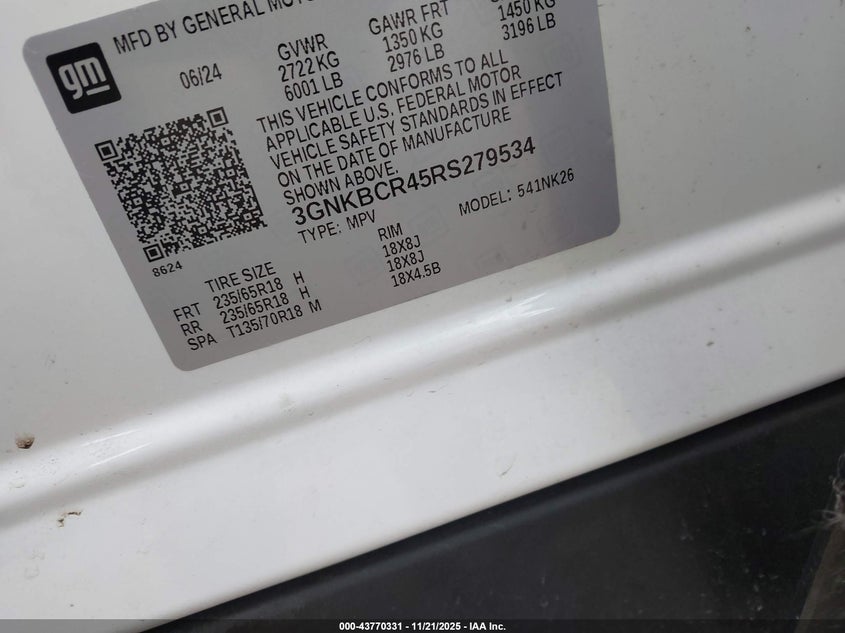 MFD BY GENERAL MOTO
gm
06/24
GVWR
2722 KG
6001 LB
GAWR FRT
1350 KG
2976 LB
1450 KG
3196 LB
THIS VEHICLE CONFORMS TO ALL
APPLICABLE U.S. FEDERAL MOTOR
VEHICLE SAFETY STANDARDS IN EFFECT
ON THE DATE OF MANUFACTURE
SHOWN ABOVE.
3GNKBCR45RS279534
TYPE: MPV
MODEL: 541NK26
8624
TIRE SIZE
RIM
FRT 235/65R18 H 18X8J
RR 235/65R18 H 18X8J
SPA T135/70R18 M 18X4.5B
000-43770331 - 11/21/2025 - IAA Inc.